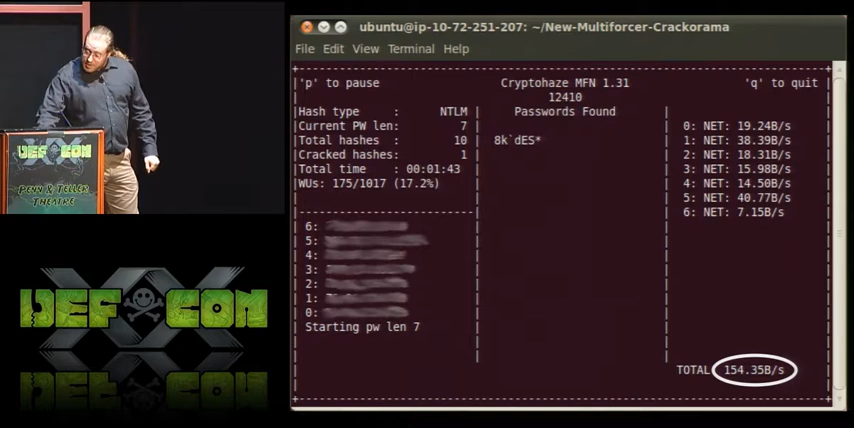 DEF CON
PENN & TELLER
THEATRE
DEF CON
XX
ubuntu@ip-10-72-251-207: ~/New-Multiforcer-Crackorama
File Edit View Terminal Help
'p' to pause Cryptohaze MFN 1.31 'q' to quit
12410
Hash type : NTLM Passwords Found
Current PW len: 7 0: NET: 19.24B/s
Total hashes : 10 8k`dES* 1: NET: 38.39B/s
Cracked hashes: 1 2: NET: 18.31B/s
Total time : 00:01:43 3: NET: 15.98B/s
WUs: 175/1017 (17.2%) 4: NET: 14.50B/s
5: NET: 40.77B/s
6: NET: 7.15B/s
6:
5:
4:
3:
2:
1:
0:
Starting pw len 7
TOTAL 154.35B/s